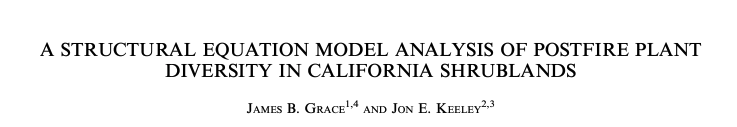 A STRUCTURAL EQUATION MODEL ANALYSIS OF POSTFIRE PLANT
DIVERSITY IN CALIFORNIA SHRUBLANDS
JAMES B. GRACE1,4 AND JON E. KEELEY2,3